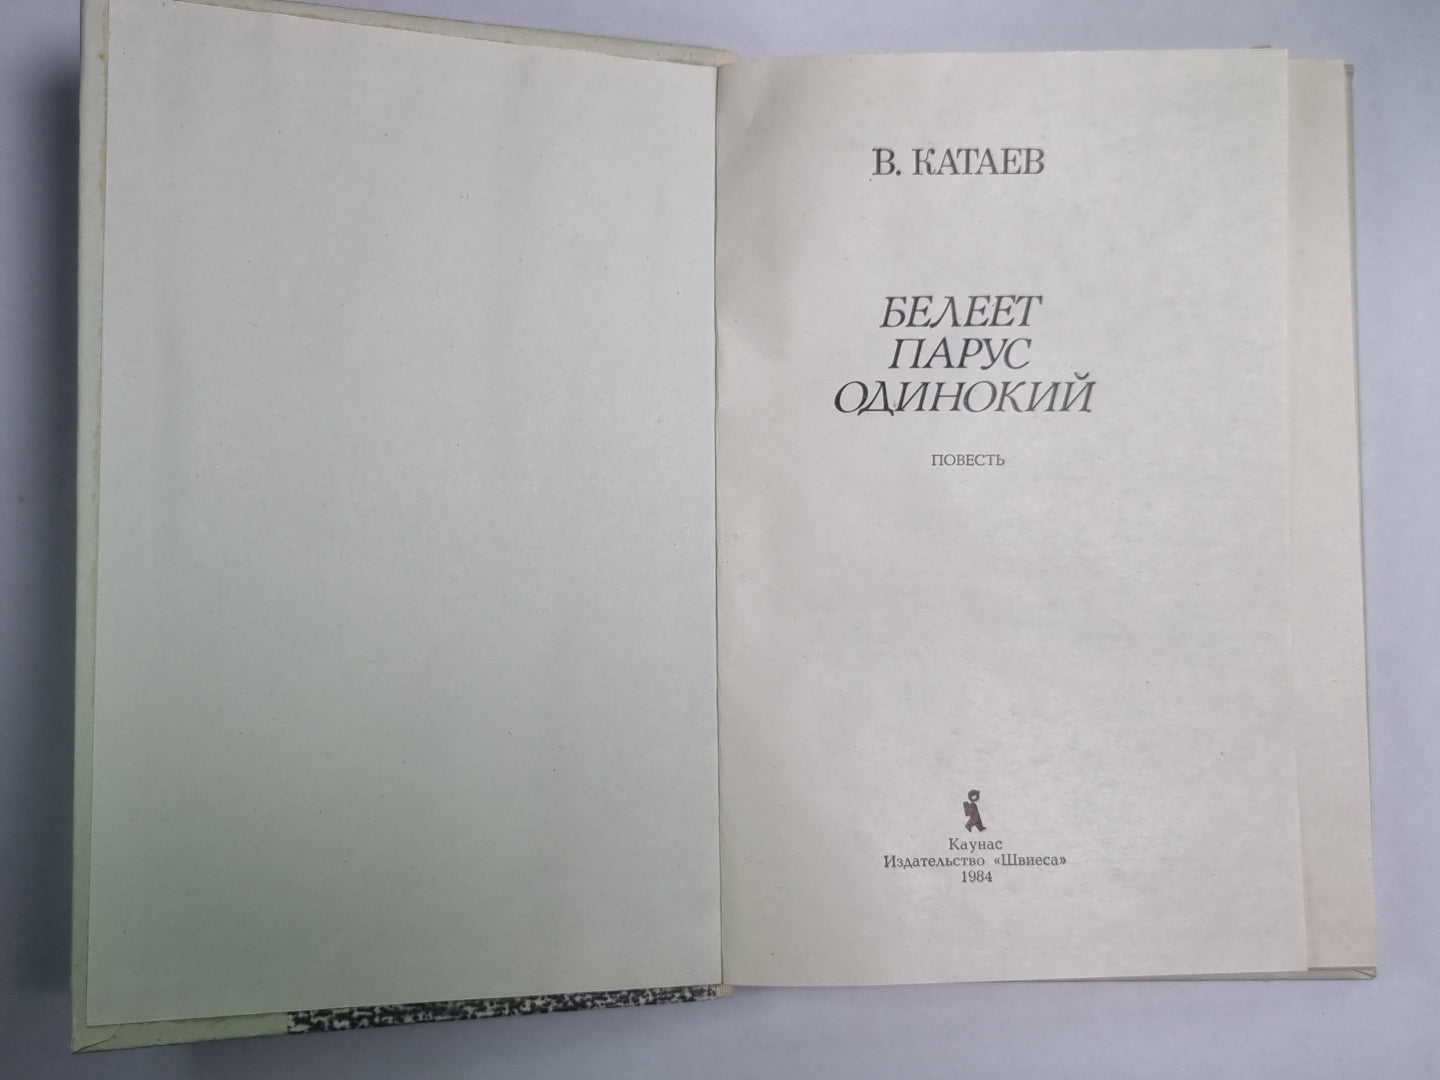 В. КАТАЕВ
БЕЛЕЕТ
ПАРУС
ОДИНОКИЙ
ПОВЕСТЬ
Каунас
Издательство «Швиеса»
1984